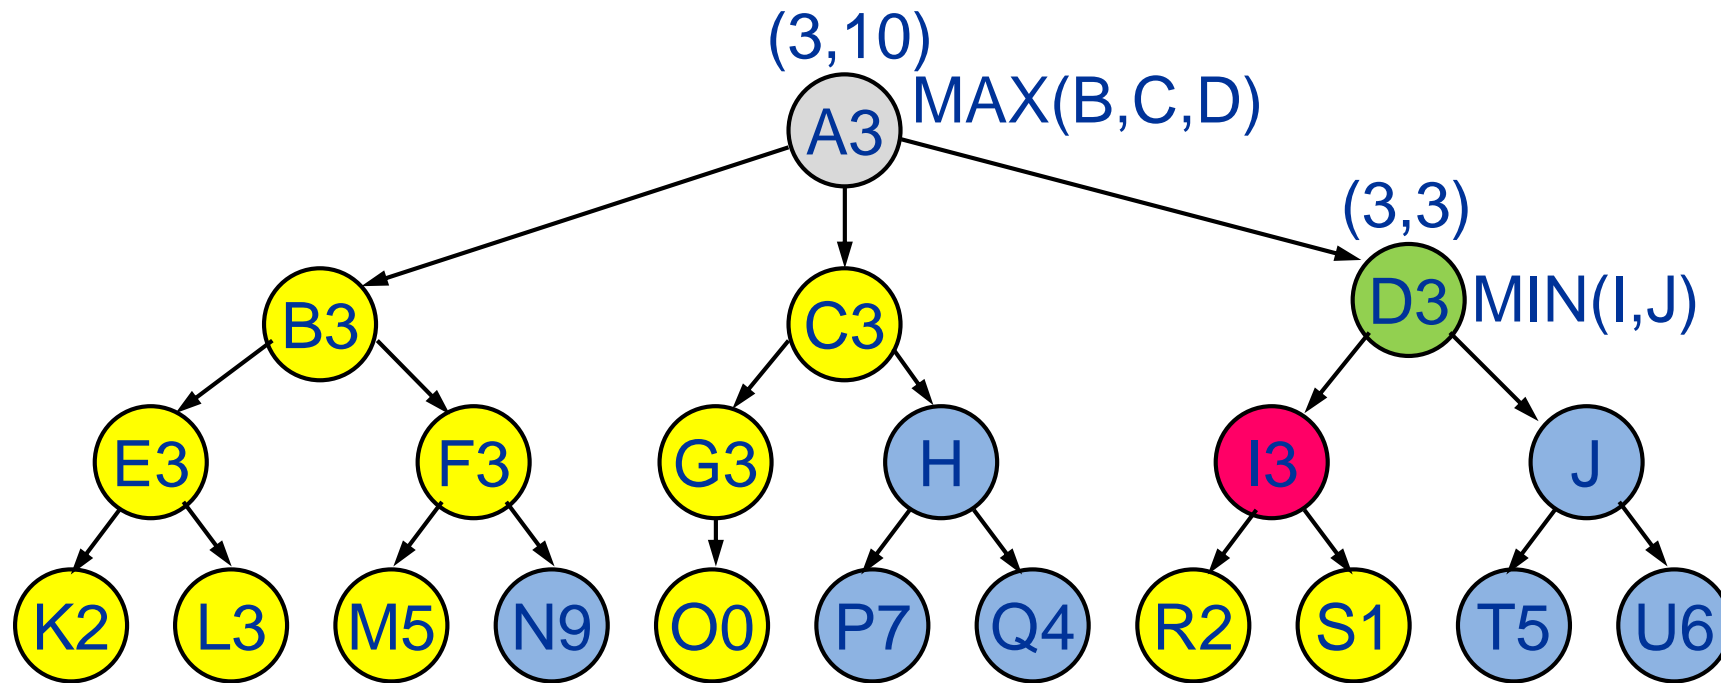 (3,10)
A3 MAX(B,C,D)
(3,3)
B3 C3 D3 MIN(I,J)
E3 F3 G3 H I3 J
K2 L3 M5 N9 O0 P7 Q4 R2 S1 T5 U6